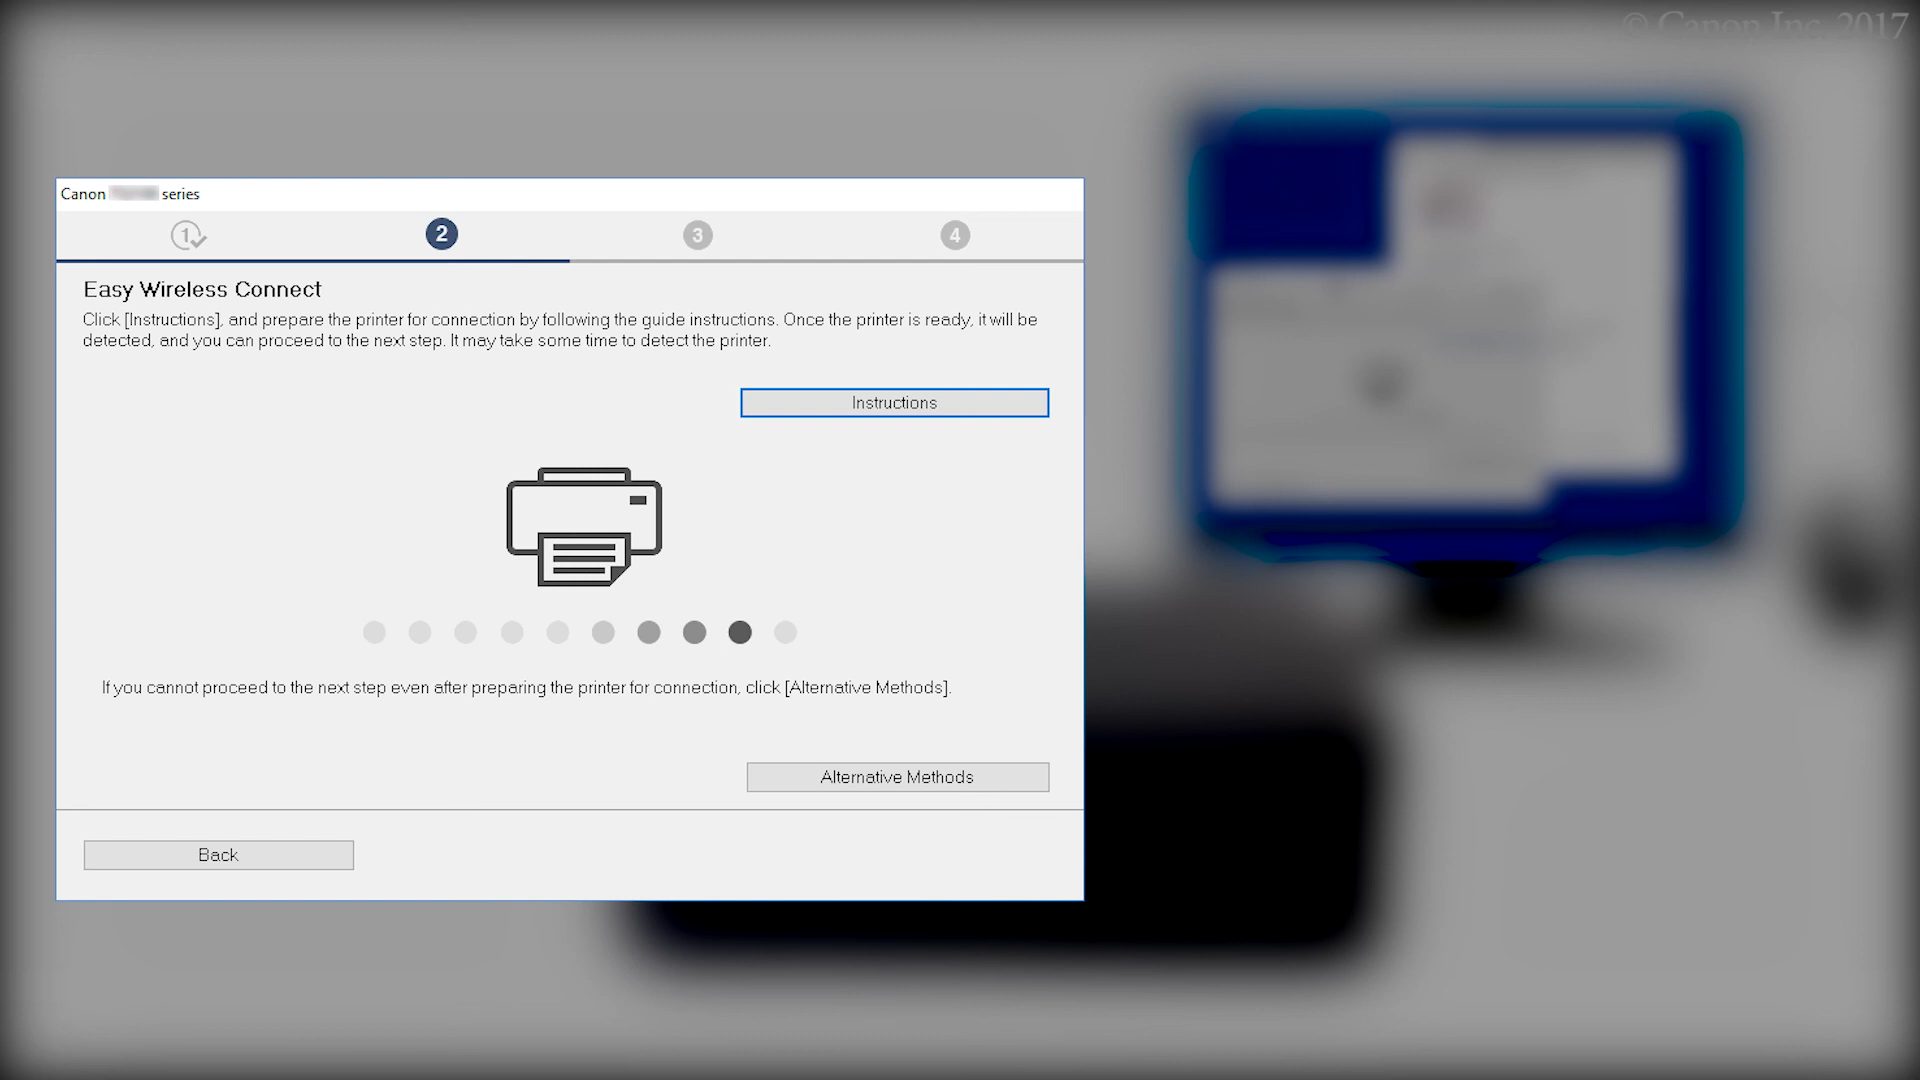 © Canon Inc. 2017
Canon series
1
2
3
4
Easy Wireless Connect
Click [Instructions], and prepare the printer for connection by following the guide instructions. Once the printer is ready, it will be
detected, and you can proceed to the next step. It may take some time to detect the printer.
Instructions
If you cannot proceed to the next step even after preparing the printer for connection, click [Alternative Methods].
Alternative Methods
Back